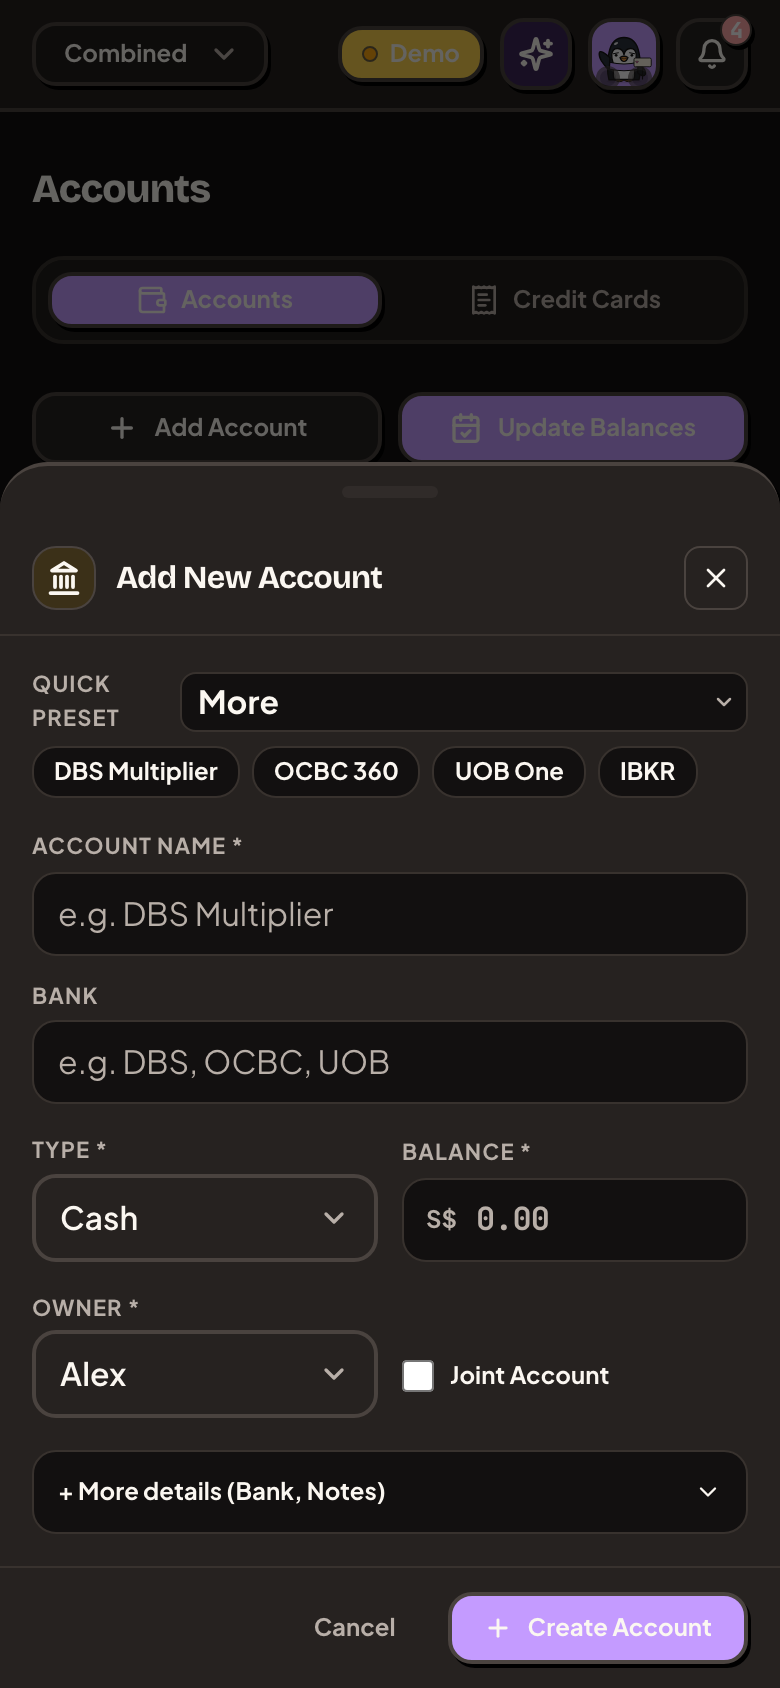 Combined
Demo
4
Accounts
Accounts
Credit Cards
Add Account
Update Balances
Add New Account
QUICK
PRESET
More
DBS Multiplier
OCBC 360
UOB One
IBKR
ACCOUNT NAME *
e.g. DBS Multiplier
BANK
e.g. DBS, OCBC, UOB
TYPE *
BALANCE *
Cash
S$ 0.00
OWNER *
Alex
Joint Account
+ More details (Bank, Notes)
Cancel
Create Account